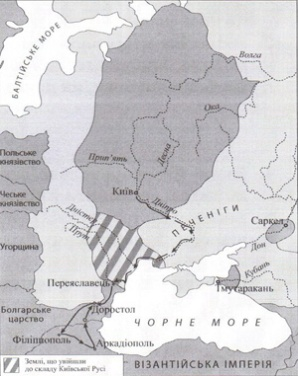 БАЛТІЙСЬКЕ МОРЕ
Волга
Ока
Польське
князівство
Прип'ять
Десна
Чеське
князівство
Київ
Дніпро
ПЕЧЕНІГИ
Саркел
Дністер
Прут
Дон
Угорщина
Кубань
Переяславець
Тмутаракань
Болгарське
царство
Доростол
ЧОРНЕ МОРЕ
Філіппополь
Аркадіополь
ВІЗАНТІЙСЬКА ІМПЕРІЯ
Землі, що увійшли
до складу Київської Русі